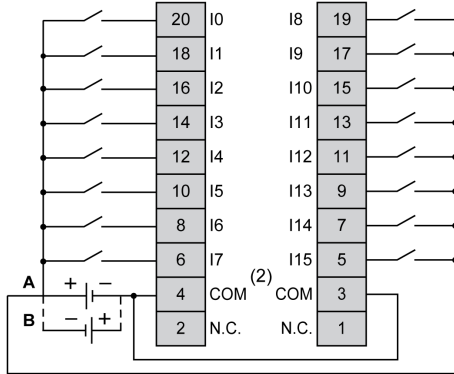 20 I0 I8 19
18 I1 I9 17
16 I2 I10 15
14 I3 I11 13
12 I4 I12 11
10 I5 I13 9
8 I6 I14 7
6 I7 I15 5
A + − 4 COM (2) COM 3
B − + 2 N.C. N.C. 1